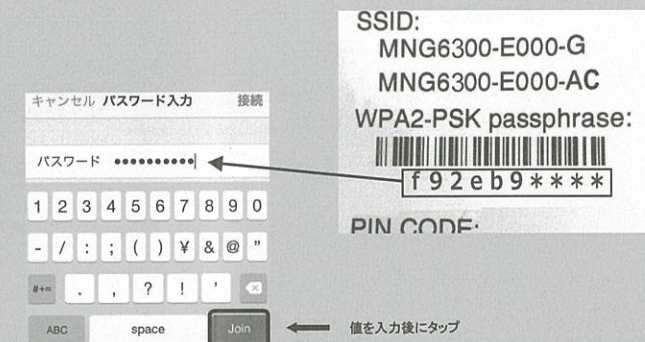 SSID:
MNG6300-E000-G
MNG6300-E000-AC
WPA2-PSK passphrase:
f92eb9****
PIN CODE:
キャンセル パスワード入力 接続
パスワード ●●●●●●●●●●
1 2 3 4 5 6 7 8 9 0
- / : ; ( ) ¥ & @ "
#+= . , ? ! '
ABC space Join
値を入力後にタップ